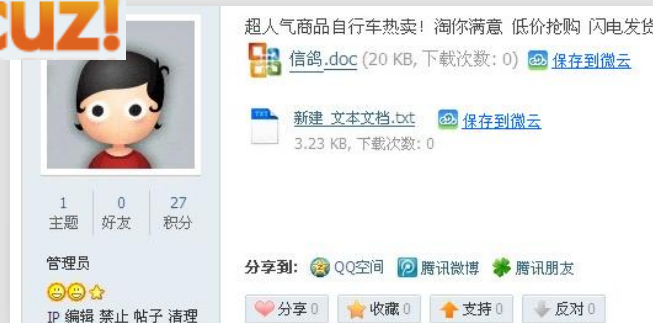 cuz!
超人气商品自行车热卖！淘你满意 低价抢购 闪电发货
信鸽.doc (20 KB, 下载次数: 0) 保存到微云
新建 文本文档.txt 保存到微云
3.23 KB, 下载次数: 0
1 0 27
主题 好友 积分
管理员
IP 编辑 禁止 帖子 清理
分享到: QQ空间 腾讯微博 腾讯朋友
分享 0 收藏 0 支持 0 反对 0